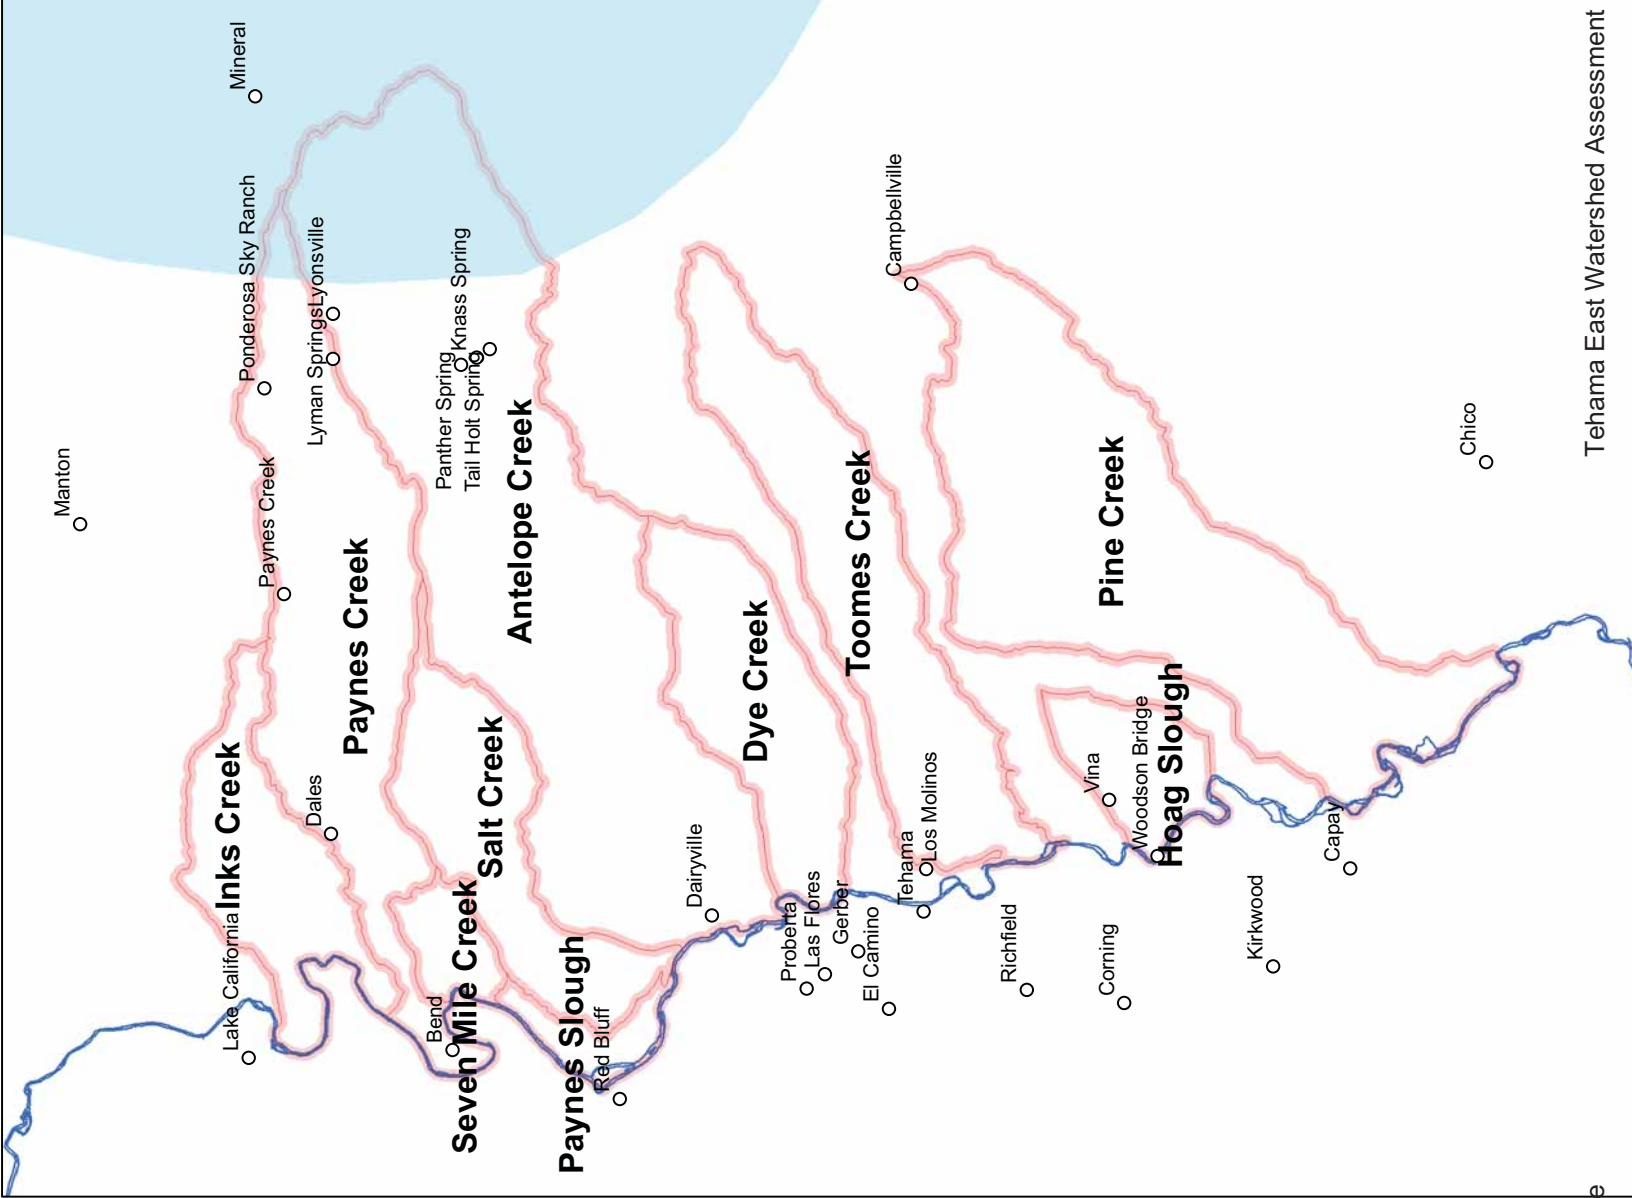 Manton
Mineral
Ponderosa Sky Ranch
Paynes Creek
Lyonsville
Lyman Springs
Inks Creek
Lake California
Dales
Paynes Creek
Knass Spring
Panther Spring
Tail Holt Spring
Antelope Creek
Salt Creek
Bend
Seven Mile Creek
Paynes Slough
Red Bluff
Dairyville
Dye Creek
Proberta
Las Flores
Gerber
El Camino
Toomes Creek
Campbellville
Tehama
Los Molinos
Richfield
Pine Creek
Vina
Corning
Woodson Bridge
Hoag Slough
Kirkwood
Capay
Chico
Tehama East Watershed Assessment
e